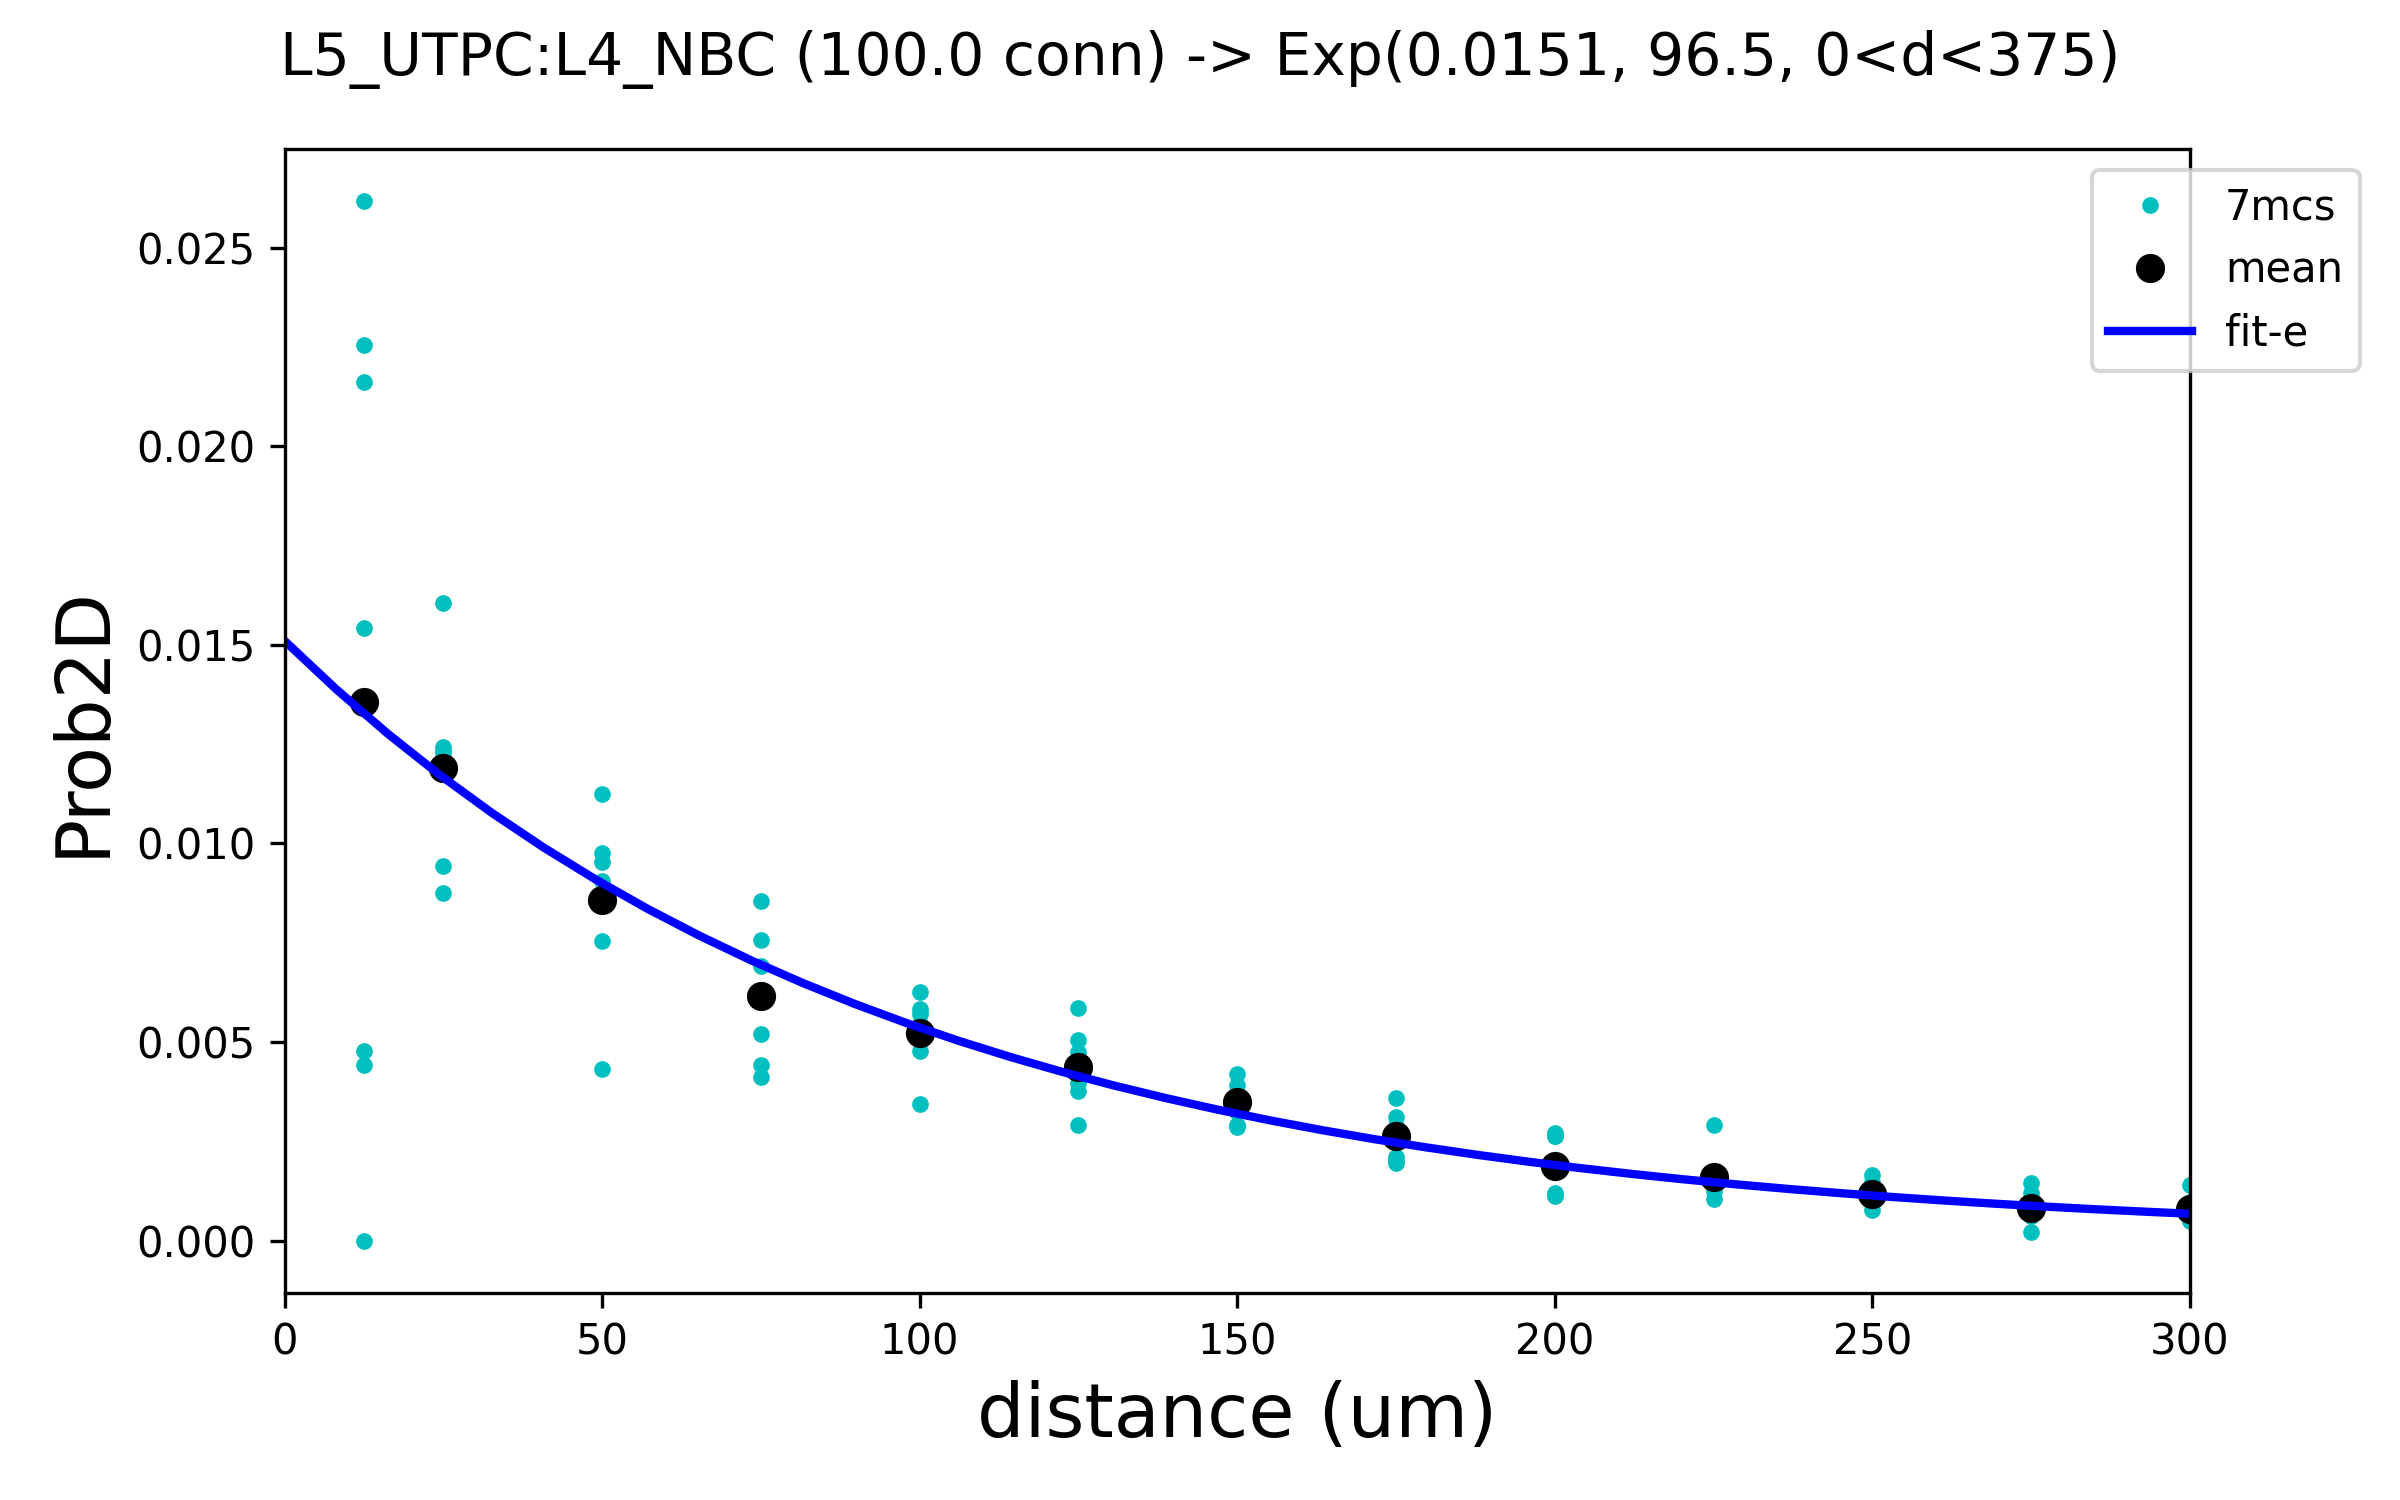 L5_UTPC:L4_NBC (100.0 conn) -> Exp(0.0151, 96.5, 0<d<375)
7mcs
mean
fit-e
0.025
0.020
0.015
0.010
0.005
0.000
Prob2D
0 50 100 150 200 250 300
distance (um)